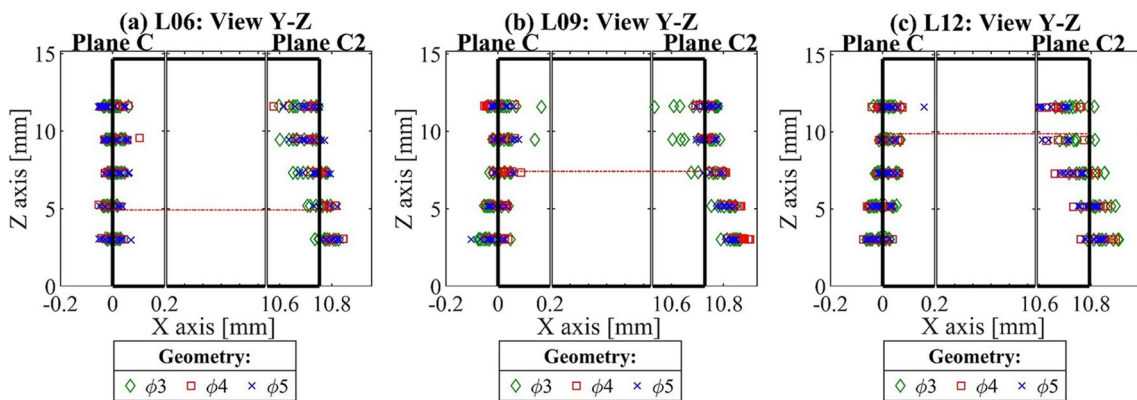 (a) L06: View Y-Z
Plane C Plane C2
15
10
5
0
Z axis [mm]
-0.2 0 0.2 10.6 10.8
X axis [mm]
Geometry:
ϕ3 ϕ4 ϕ5
(b) L09: View Y-Z
Plane C Plane C2
15
10
5
0
Z axis [mm]
-0.2 0 0.2 10.6 10.8
X axis [mm]
Geometry:
ϕ3 ϕ4 ϕ5
(c) L12: View Y-Z
Plane C Plane C2
15
10
5
0
Z axis [mm]
-0.2 0 0.2 10.6 10.8
X axis [mm]
Geometry:
ϕ3 ϕ4 ϕ5